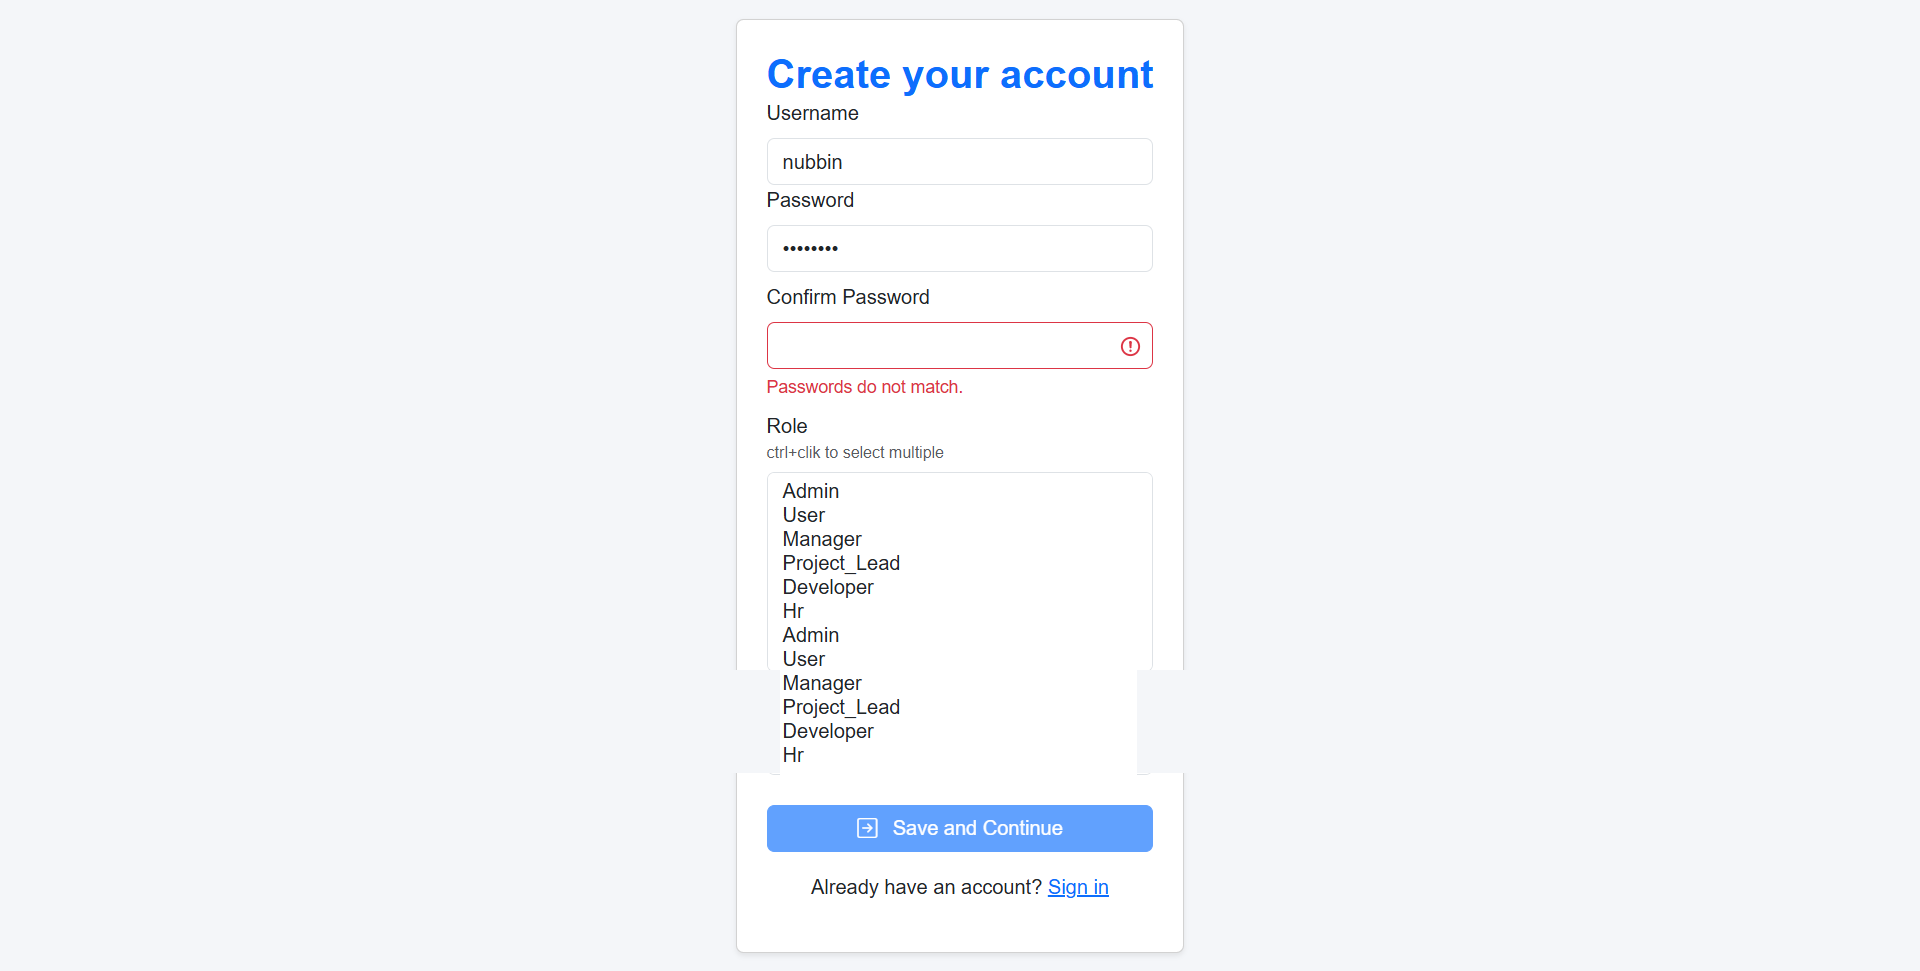 Create your account
Username
nubbin
Password
••••••••
Confirm Password
Passwords do not match.
Role
ctrl+clik to select multiple
Admin
User
Manager
Project_Lead
Developer
Hr
Admin
User
Manager
Project_Lead
Developer
Hr
Save and Continue
Already have an account? Sign in